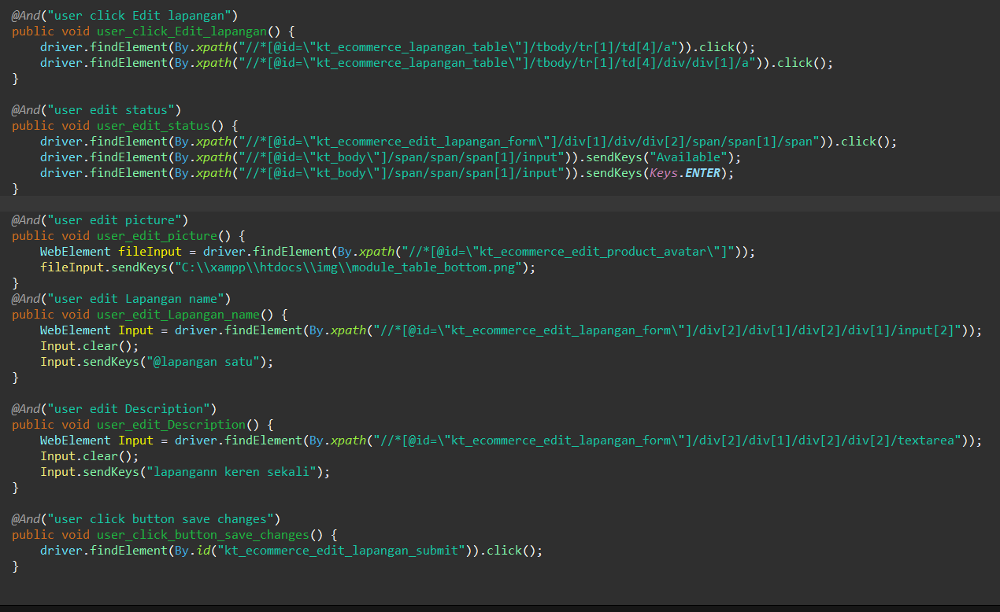 @And("user click Edit lapangan")
public void user_click_Edit_lapangan() {
    driver.findElement(By.xpath("//*[@id=\"kt_ecommerce_lapangan_table\"]/tbody/tr[1]/td[4]/a")).click();
    driver.findElement(By.xpath("//*[@id=\"kt_ecommerce_lapangan_table\"]/tbody/tr[1]/td[4]/div/div[1]/a")).click();
}

@And("user edit status")
public void user_edit_status() {
    driver.findElement(By.xpath("//*[@id=\"kt_ecommerce_edit_lapangan_form\"]/div[1]/div/div[2]/span/span[1]/span")).click();
    driver.findElement(By.xpath("//*[@id=\"kt_body\"]/span/span/span[1]/input")).sendKeys("Available");
    driver.findElement(By.xpath("//*[@id=\"kt_body\"]/span/span/span[1]/input")).sendKeys(Keys.ENTER);
}

@And("user edit picture")
public void user_edit_picture() {
    WebElement fileInput = driver.findElement(By.xpath("//*[@id=\"kt_ecommerce_edit_product_avatar\"]"));
    fileInput.sendKeys("C:\\xampp\\htdocs\\img\\module_table_bottom.png");
}
@And("user edit Lapangan name")
public void user_edit_Lapangan_name() {
    WebElement Input = driver.findElement(By.xpath("//*[@id=\"kt_ecommerce_edit_lapangan_form\"]/div[2]/div[1]/div[2]/div[1]/input[2]"));
    Input.clear();
    Input.sendKeys("@lapangan satu");
}

@And("user edit Description")
public void user_edit_Description() {
    WebElement Input = driver.findElement(By.xpath("//*[@id=\"kt_ecommerce_edit_lapangan_form\"]/div[2]/div[1]/div[2]/div[2]/textarea"));
    Input.clear();
    Input.sendKeys("lapangann keren sekali");
}

@And("user click button save changes")
public void user_click_button_save_changes() {
    driver.findElement(By.id("kt_ecommerce_edit_lapangan_submit")).click();
}